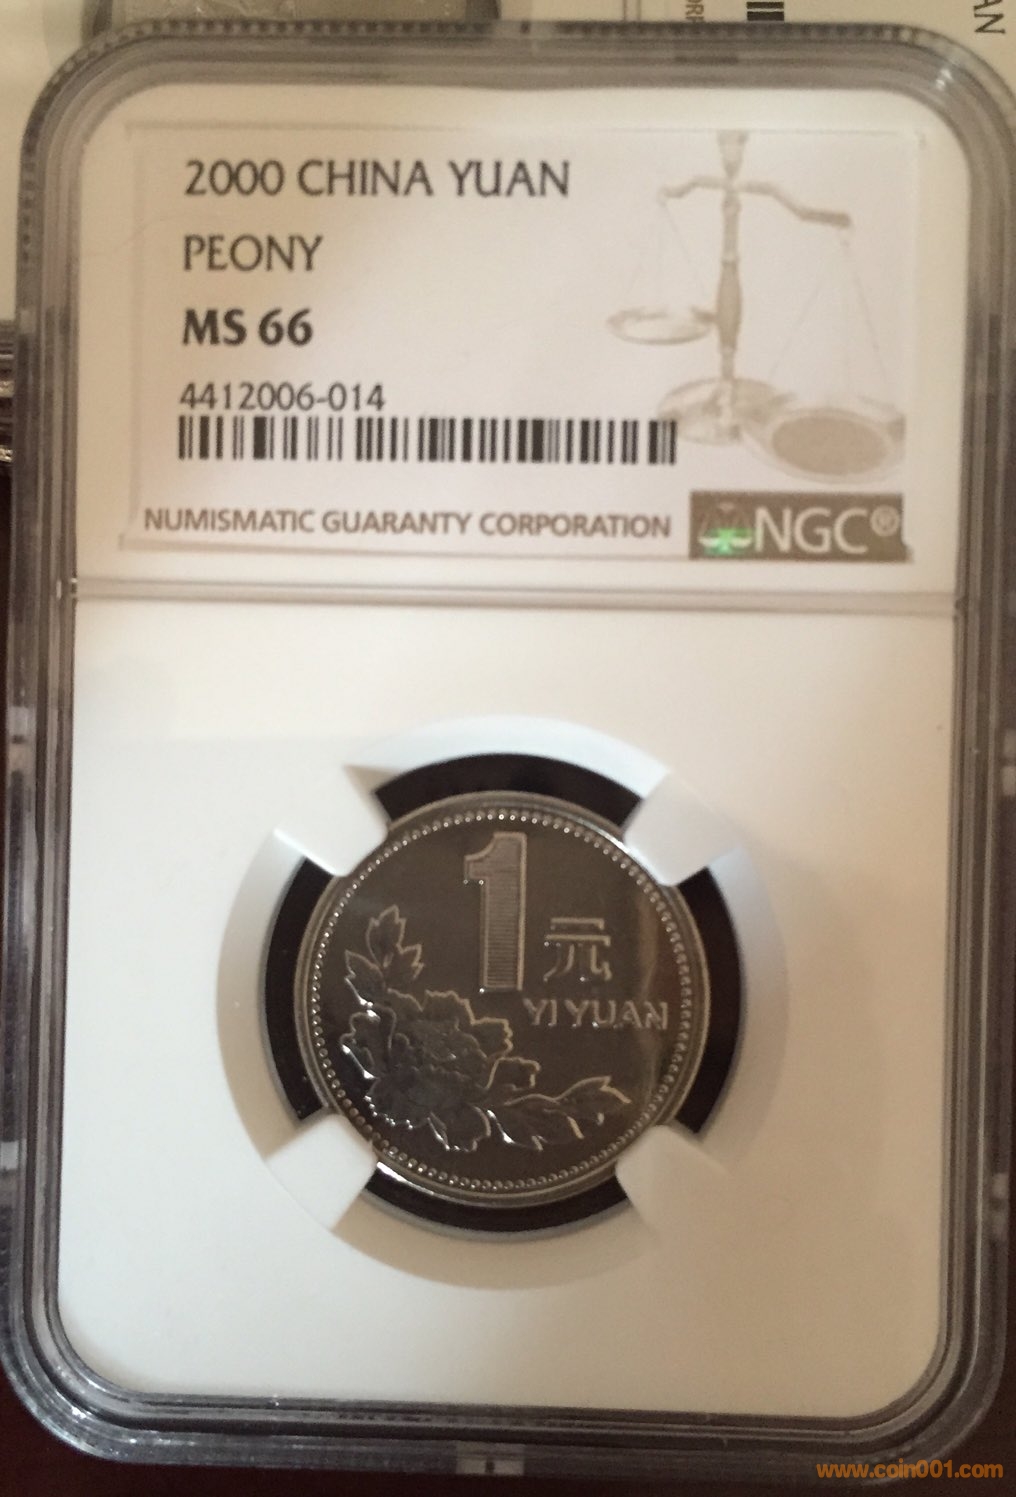 AN
2000 CHINA YUAN
PEONY
MS 66
4412006-014
NUMISMATIC GUARANTY CORPORATION
NGC®
1
元
YI YUAN
www.coin001.com